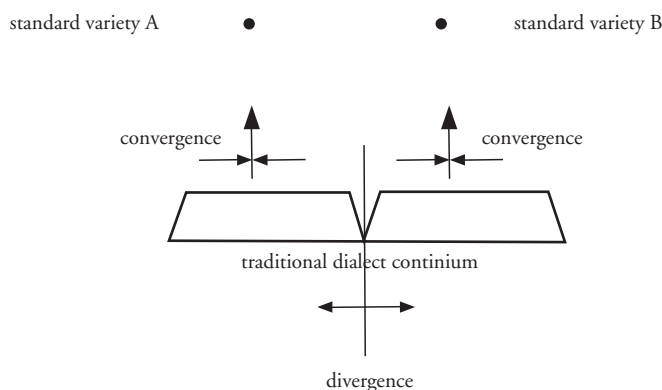 standard variety A
standard variety B
convergence
convergence
traditional dialect continium
divergence